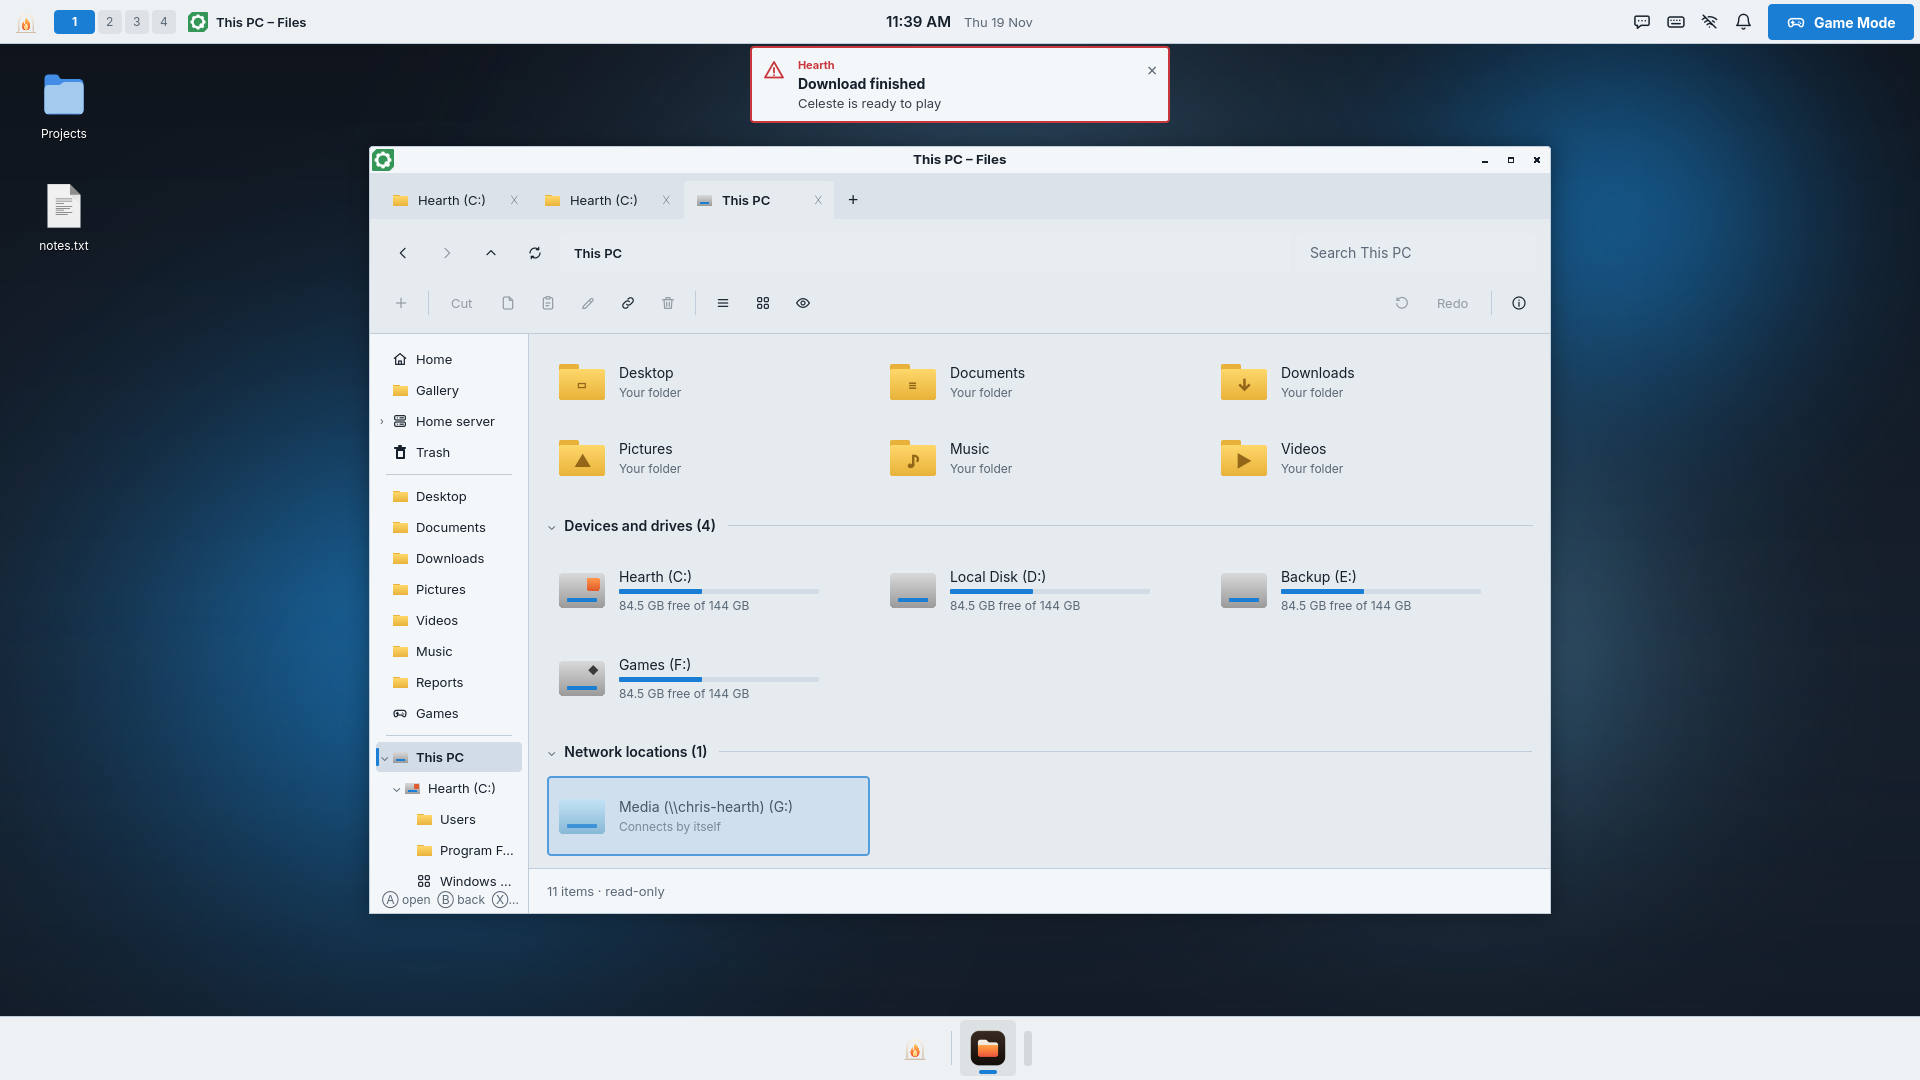 1 2 3 4 This PC – Files 11:39 AM Thu 19 Nov Game Mode
Hearth
Download finished
Celeste is ready to play
Projects
notes.txt
This PC – Files
Hearth (C:) Hearth (C:) This PC
This PC Search This PC
Cut Redo
Home
Gallery
Home server
Trash
Desktop
Documents
Downloads
Pictures
Videos
Music
Reports
Games
This PC
Hearth (C:)
Users
Program F...
Windows ...
A open B back X...
Desktop
Your folder
Documents
Your folder
Downloads
Your folder
Pictures
Your folder
Music
Your folder
Videos
Your folder
Devices and drives (4)
Hearth (C:)
84.5 GB free of 144 GB
Local Disk (D:)
84.5 GB free of 144 GB
Backup (E:)
84.5 GB free of 144 GB
Games (F:)
84.5 GB free of 144 GB
Network locations (1)
Media (\\chris-hearth) (G:)
Connects by itself
11 items · read-only